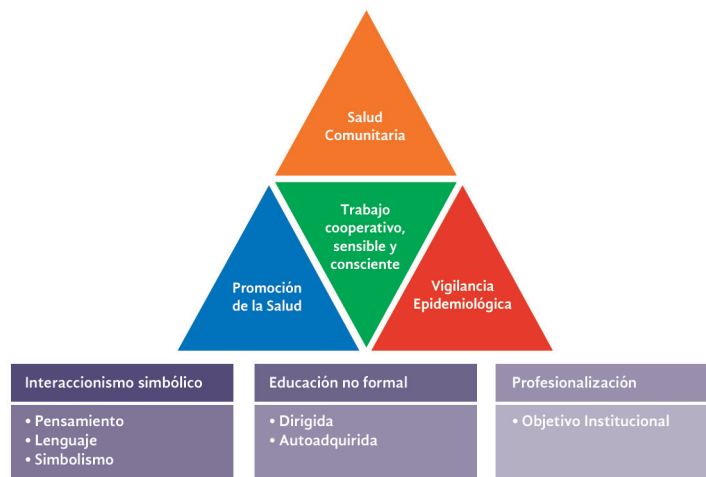 Salud
Comunitaria
Trabajo
cooperativo,
sensible y
consciente
Promoción
de la Salud
Vigilancia
Epidemiológica
Interaccionismo simbólico
• Pensamiento
• Lenguaje
• Simbolismo
Educación no formal
• Dirigida
• Autoadquirida
Profesionalización
• Objetivo Institucional